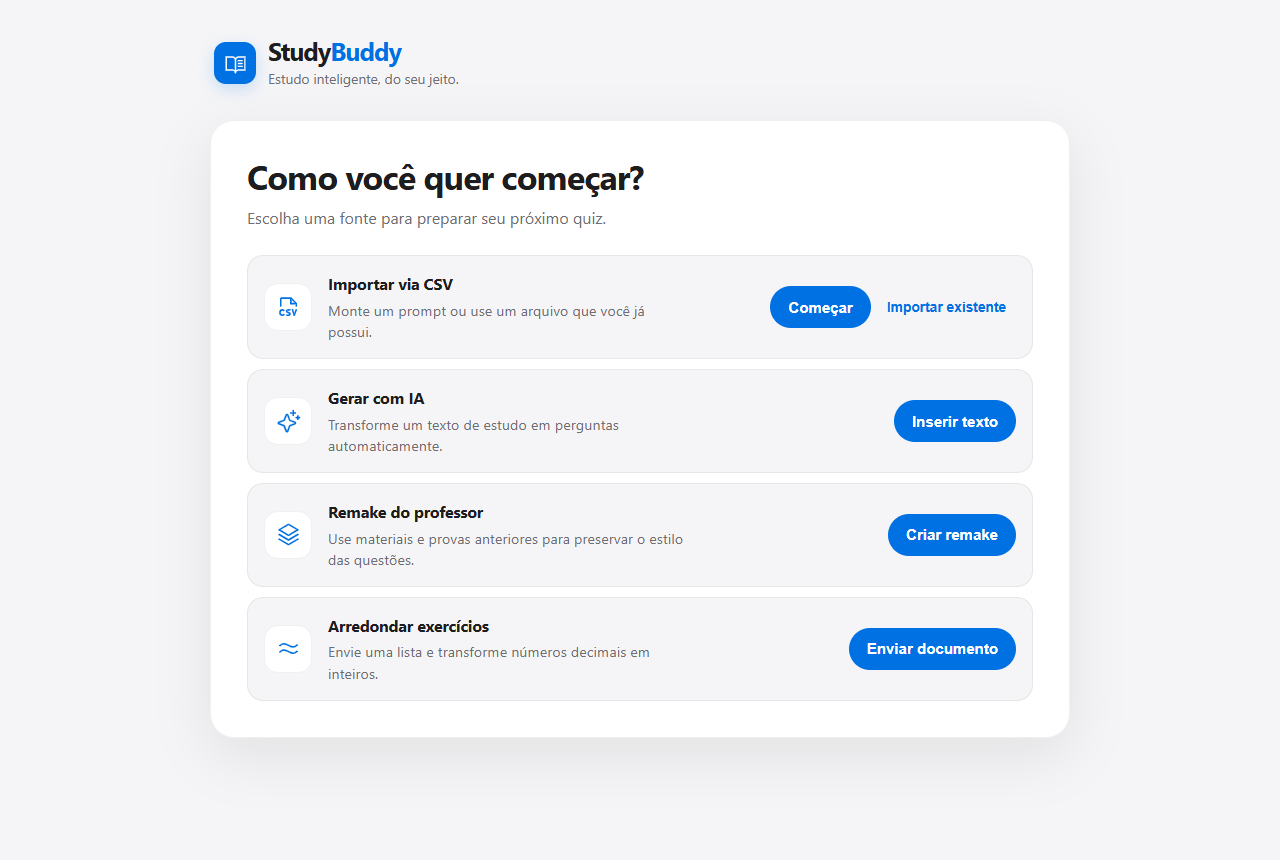 StudyBuddy
Estudo inteligente, do seu jeito.
Como você quer começar?
Escolha uma fonte para preparar seu próximo quiz.
CSV
Importar via CSV
Monte um prompt ou use um arquivo que você já
possui.
Começar
Importar existente
Gerar com IA
Transforme um texto de estudo em perguntas
automaticamente.
Inserir texto
Remake do professor
Use materiais e provas anteriores para preservar o estilo
das questões.
Criar remake
Arredondar exercícios
Envie uma lista e transforme números decimais em
inteiros.
Enviar documento